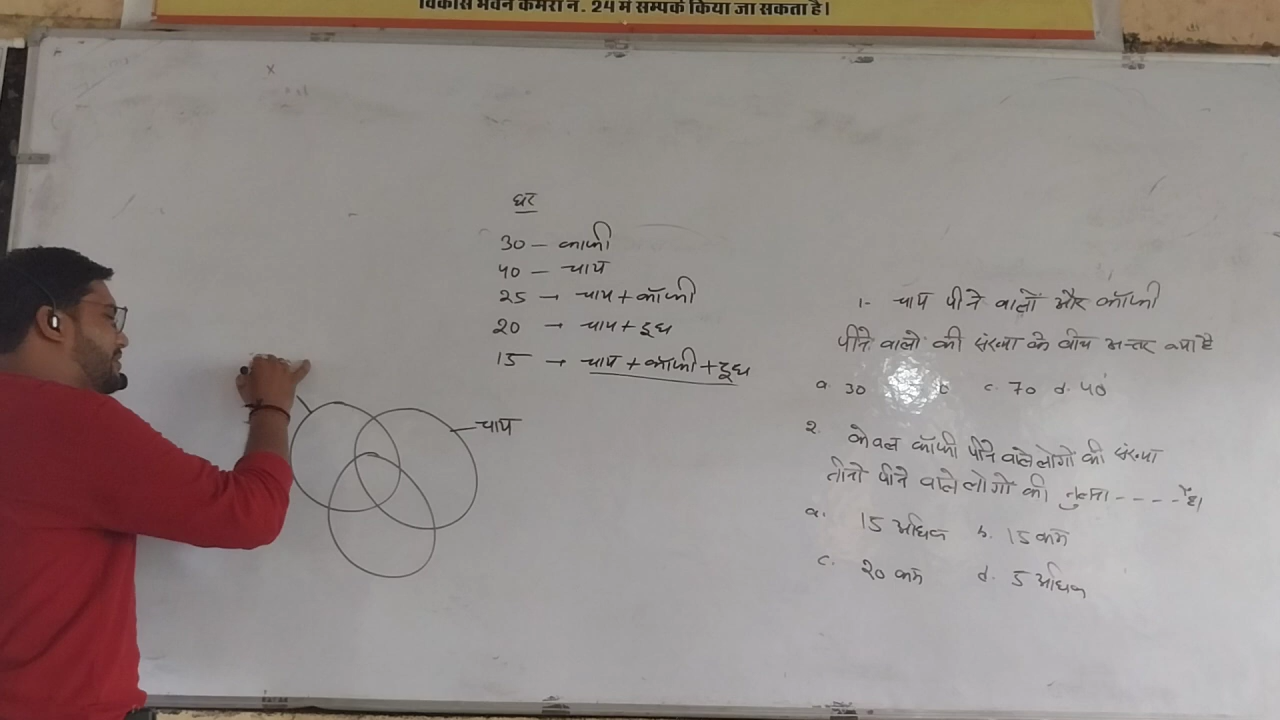 विकास भवन कमरा नं. 24 में सम्पर्क किया जा सकता है।
घर
30 – काफी
40 – चाय
25 → चाय + कॉफी
20 → चाय + दूध
15 → चाय + कॉफी + दूध
चाय
1- चाय पीने वालों और कॉफी
पीने वालो की संख्या के बीच अन्तर क्या है
a. 30 c. 70 d. 40
2. केवल कॉफी पीने वाले लोगों की संख्या
तीनो पीने वाले लोगों की तुलना ---- है।
a. 15 अधिक b. 15 कम
c. 20 कम d. 5 अधिक